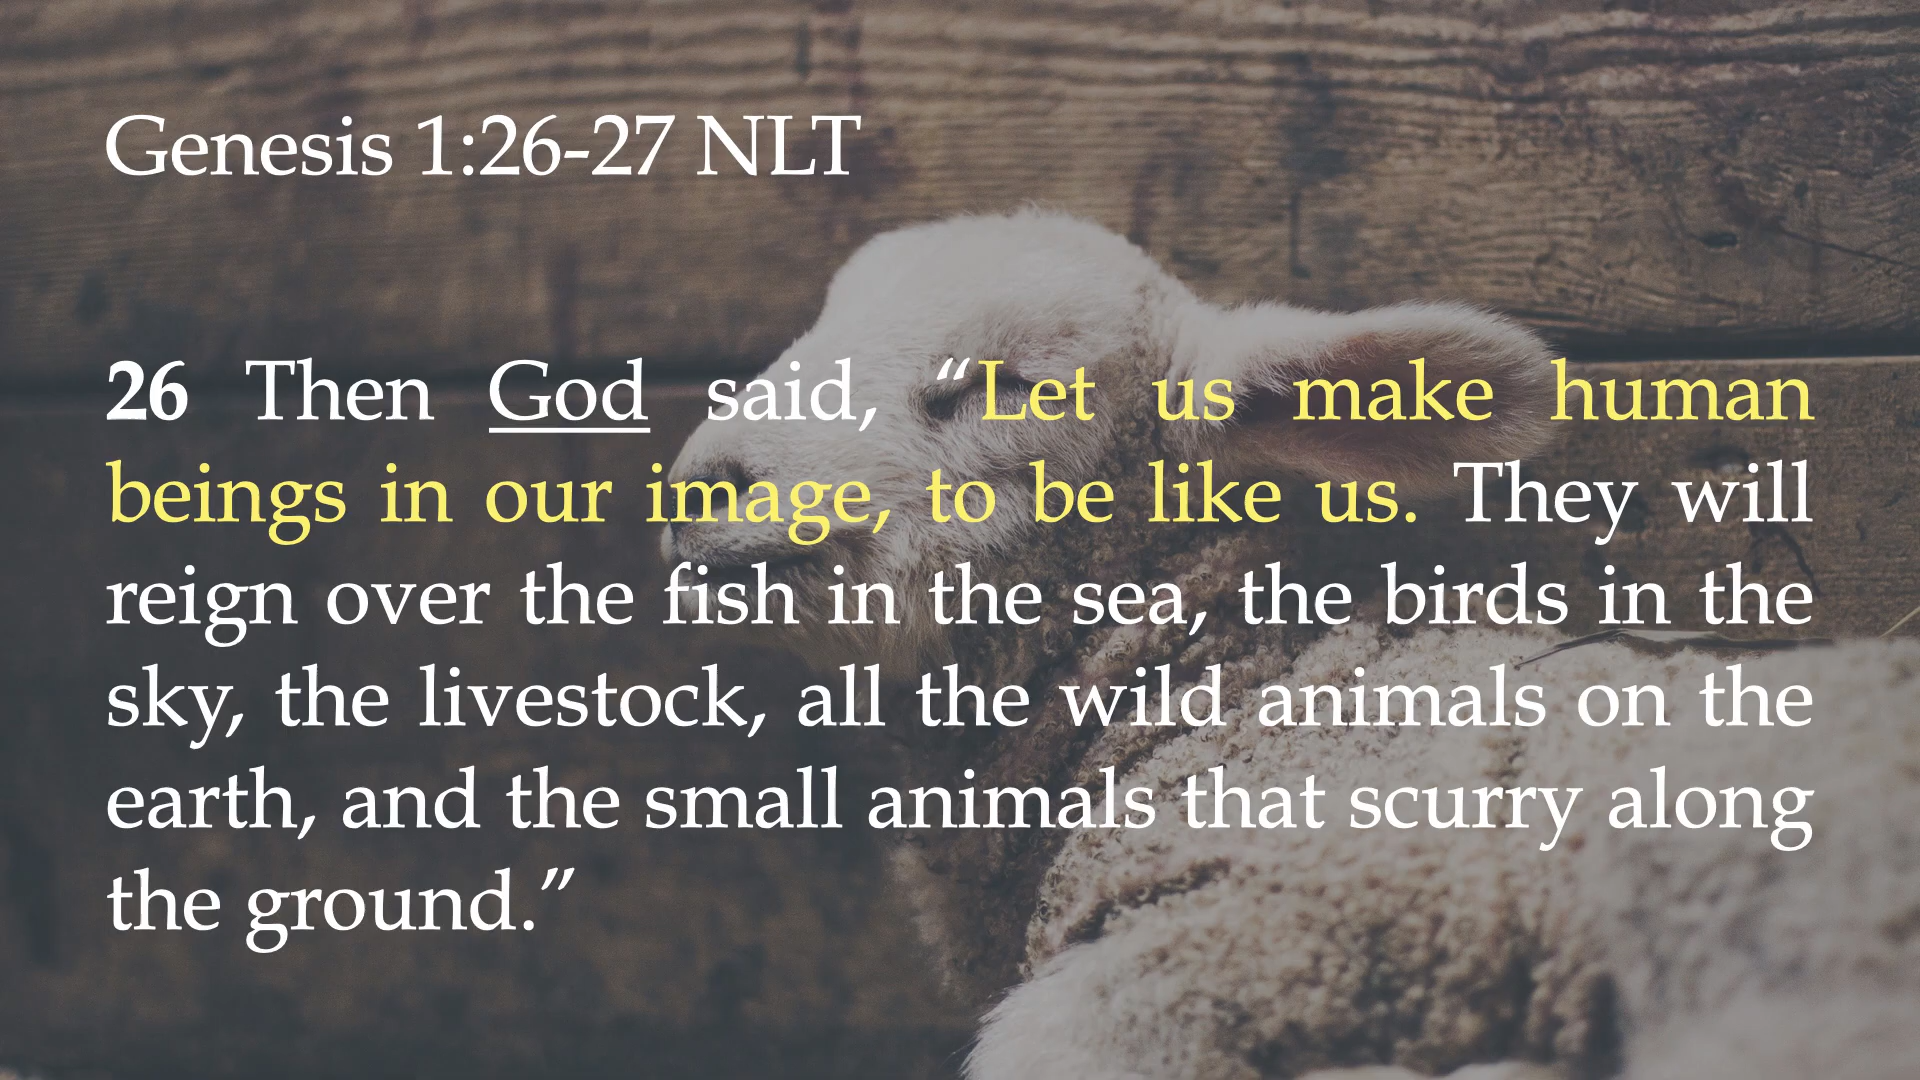 Genesis 1:26-27 NLT
26 Then God said, “Let us make human
beings in our image, to be like us. They will
reign over the fish in the sea, the birds in the
sky, the livestock, all the wild animals on the
earth, and the small animals that scurry along
the ground.”